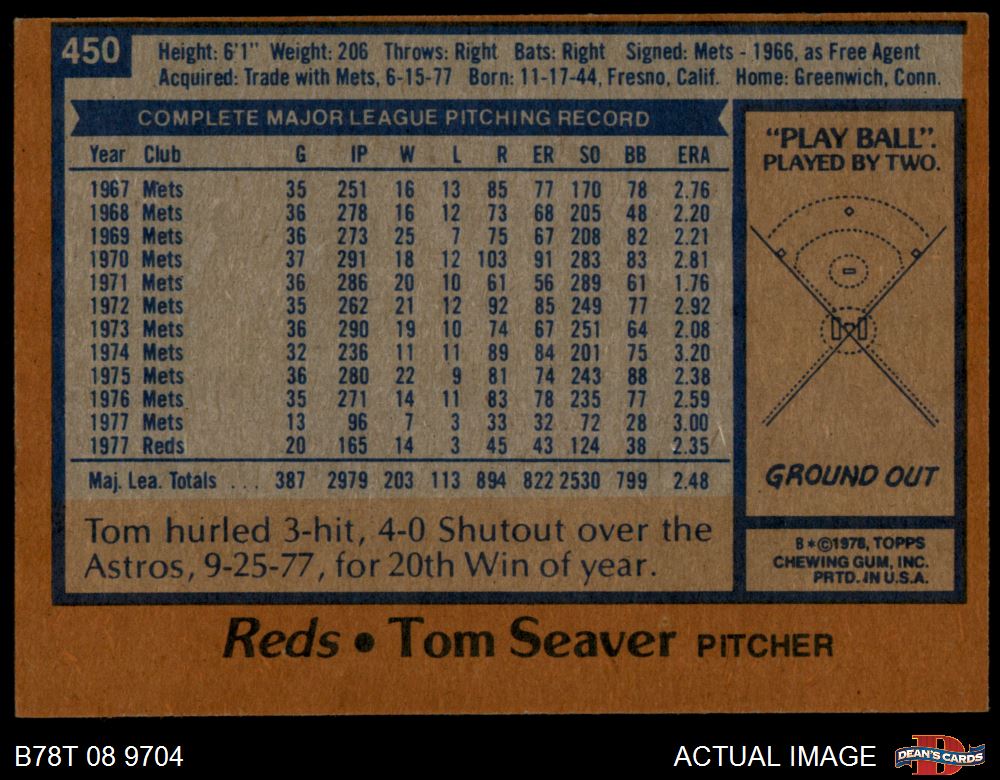 450
Height: 6'1" Weight: 206 Throws: Right Bats: Right Signed: Mets - 1966, as Free Agent
Acquired: Trade with Mets, 6-15-77 Born: 11-17-44, Fresno, Calif. Home: Greenwich, Conn.
COMPLETE MAJOR LEAGUE PITCHING RECORD
Year Club G IP W L R ER SO BB ERA
1967 Mets 35 251 16 13 85 77 170 78 2.76
1968 Mets 36 278 16 12 73 68 205 48 2.20
1969 Mets 36 273 25 7 75 67 208 82 2.21
1970 Mets 37 291 18 12 103 91 283 83 2.81
1971 Mets 36 286 20 10 61 56 289 61 1.76
1972 Mets 35 262 21 12 92 85 249 77 2.92
1973 Mets 36 290 19 10 74 67 251 64 2.08
1974 Mets 32 236 11 11 89 84 201 75 3.20
1975 Mets 36 280 22 9 81 74 243 88 2.38
1976 Mets 35 271 14 11 83 78 235 77 2.59
1977 Mets 13 96 7 3 33 32 72 28 3.00
1977 Reds 20 165 14 3 45 43 124 38 2.35
Maj. Lea. Totals ... 387 2979 203 113 894 822 2530 799 2.48
Tom hurled 3-hit, 4-0 Shutout over the
Astros, 9-25-77, for 20th Win of year.
"PLAY BALL".
PLAYED BY TWO.
GROUND OUT
B*©1978, TOPPS
CHEWING GUM, INC.
PRTD. IN U.S.A.
Reds • Tom Seaver PITCHER
B78T 08 9704
ACTUAL IMAGE
D
DEAN'S CARDS